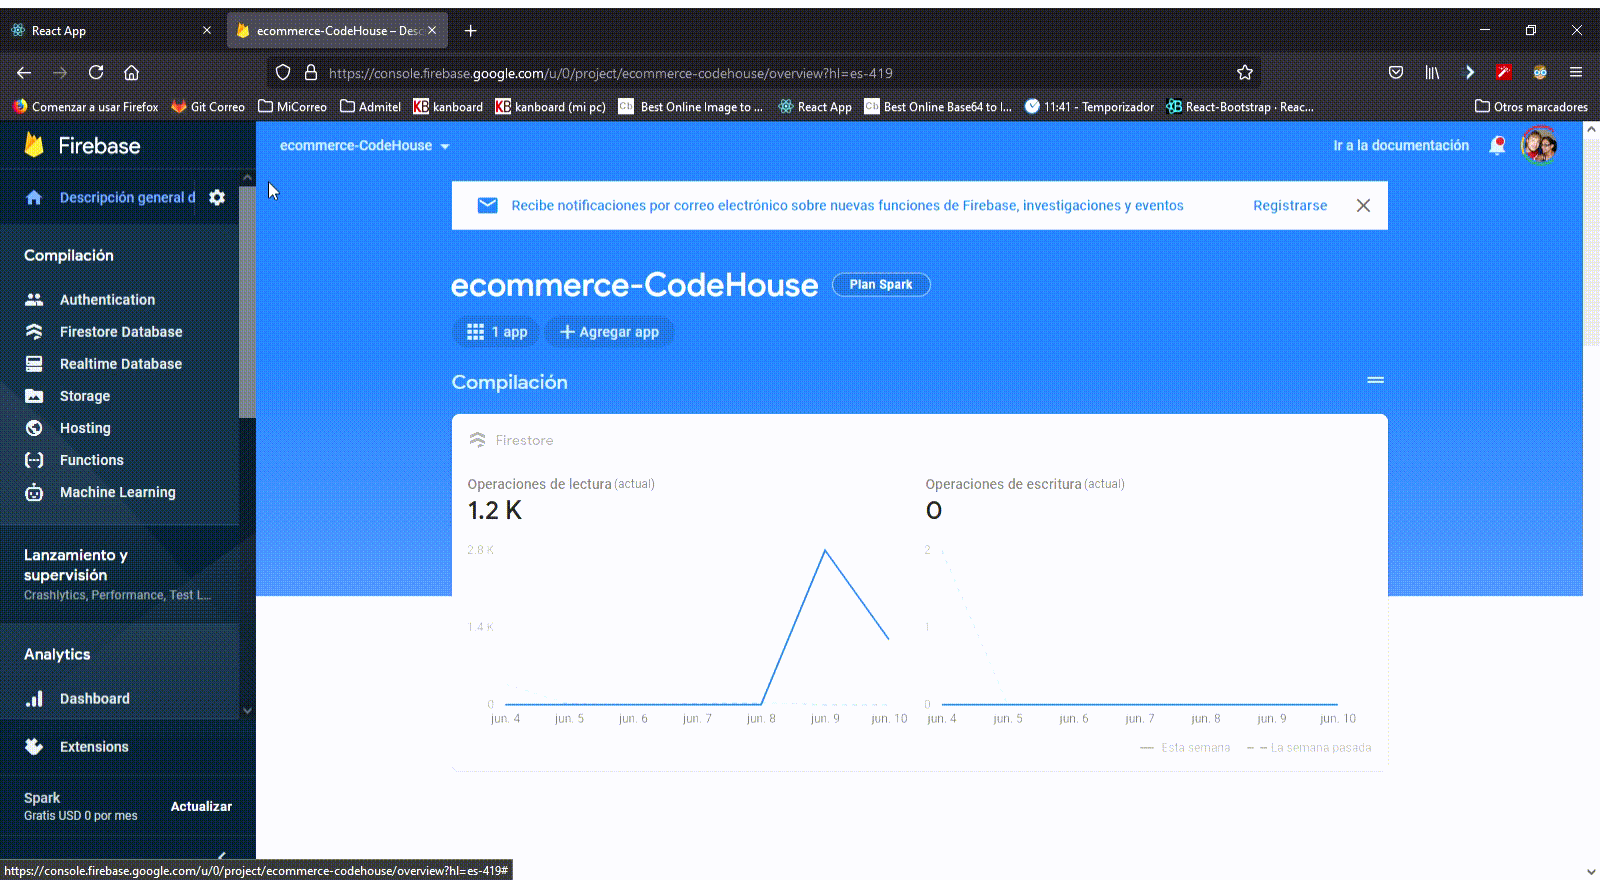 React App
ecommerce-CodeHouse – Desc
https://console.firebase.google.com/u/0/project/ecommerce-codehouse/overview?hl=es-419
Comenzar a usar Firefox
Git Correo
MiCorreo
Admitel
kanboard
kanboard (mi pc)
Best Online Image to ...
React App
Best Online Base64 to I...
11:41 - Temporizador
React-Bootstrap · Reac...
Otros marcadores
Firebase
ecommerce-CodeHouse
Ir a la documentación
Descripción general d
Recibe notificaciones por correo electrónico sobre nuevas funciones de Firebase, investigaciones y eventos
Registrarse
Compilación
Authentication
Firestore Database
Realtime Database
Storage
Hosting
Functions
Machine Learning
Lanzamiento y
supervisión
Crashlytics, Performance, Test L...
Analytics
Dashboard
Extensions
Spark
Gratis USD 0 por mes
Actualizar
ecommerce-CodeHouse
Plan Spark
1 app
Agregar app
Compilación
Firestore
Operaciones de lectura (actual)
1.2 K
2.8 K
1.4 K
0
jun. 4 jun. 5 jun. 6 jun. 7 jun. 8 jun. 9 jun. 10
Operaciones de escritura (actual)
0
2
1
0
jun. 4 jun. 5 jun. 6 jun. 7 jun. 8 jun. 9 jun. 10
Esta semana
La semana pasada
https://console.firebase.google.com/u/0/project/ecommerce-codehouse/overview?hl=es-419#